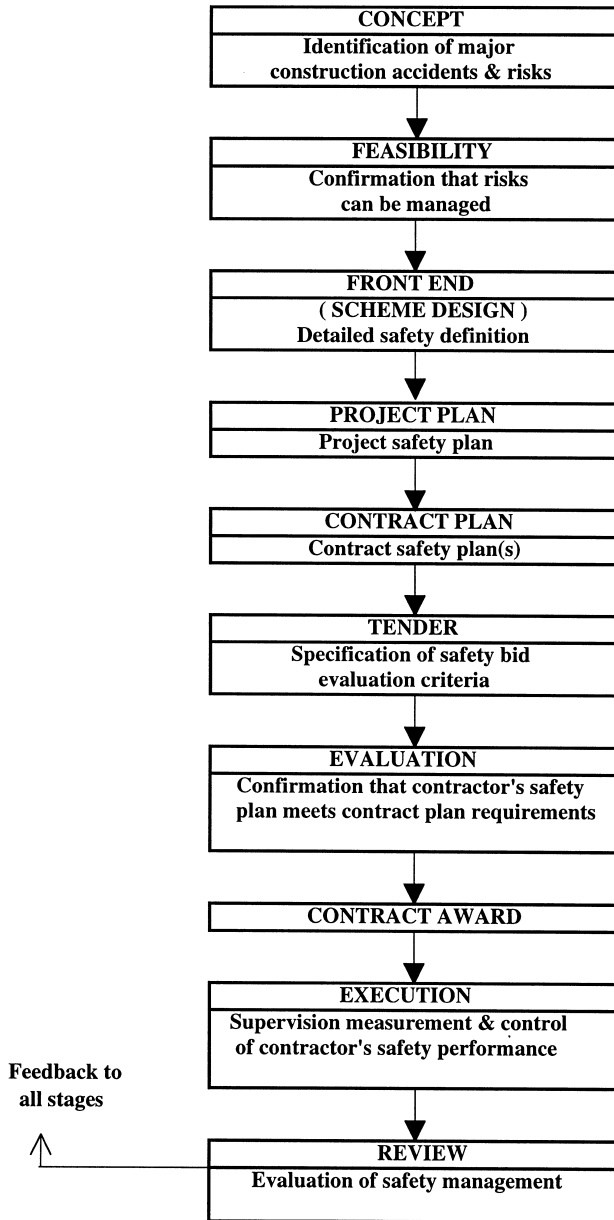 CONCEPT
Identification of major
construction accidents & risks
FEASIBILITY
Confirmation that risks
can be managed
FRONT END
( SCHEME DESIGN )
Detailed safety definition
PROJECT PLAN
Project safety plan
CONTRACT PLAN
Contract safety plan(s)
TENDER
Specification of safety bid
evaluation criteria
EVALUATION
Confirmation that contractor's safety
plan meets contract plan requirements
CONTRACT AWARD
EXECUTION
Supervision measurement & control
of contractor's safety performance
Feedback to
all stages
REVIEW
Evaluation of safety management